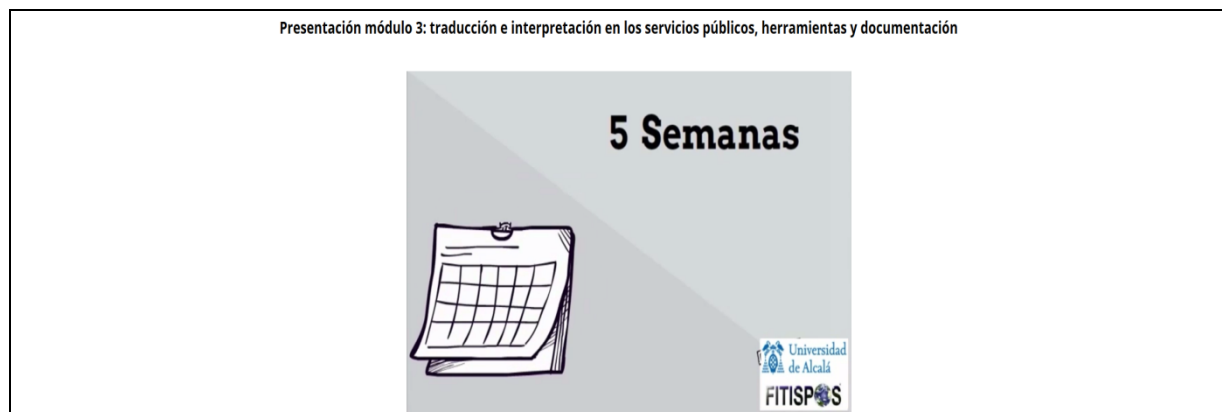 Presentación módulo 3: traducción e interpretación en los servicios públicos, herramientas y documentación
5 Semanas
Universidad
de Alcalá
FITISPOS